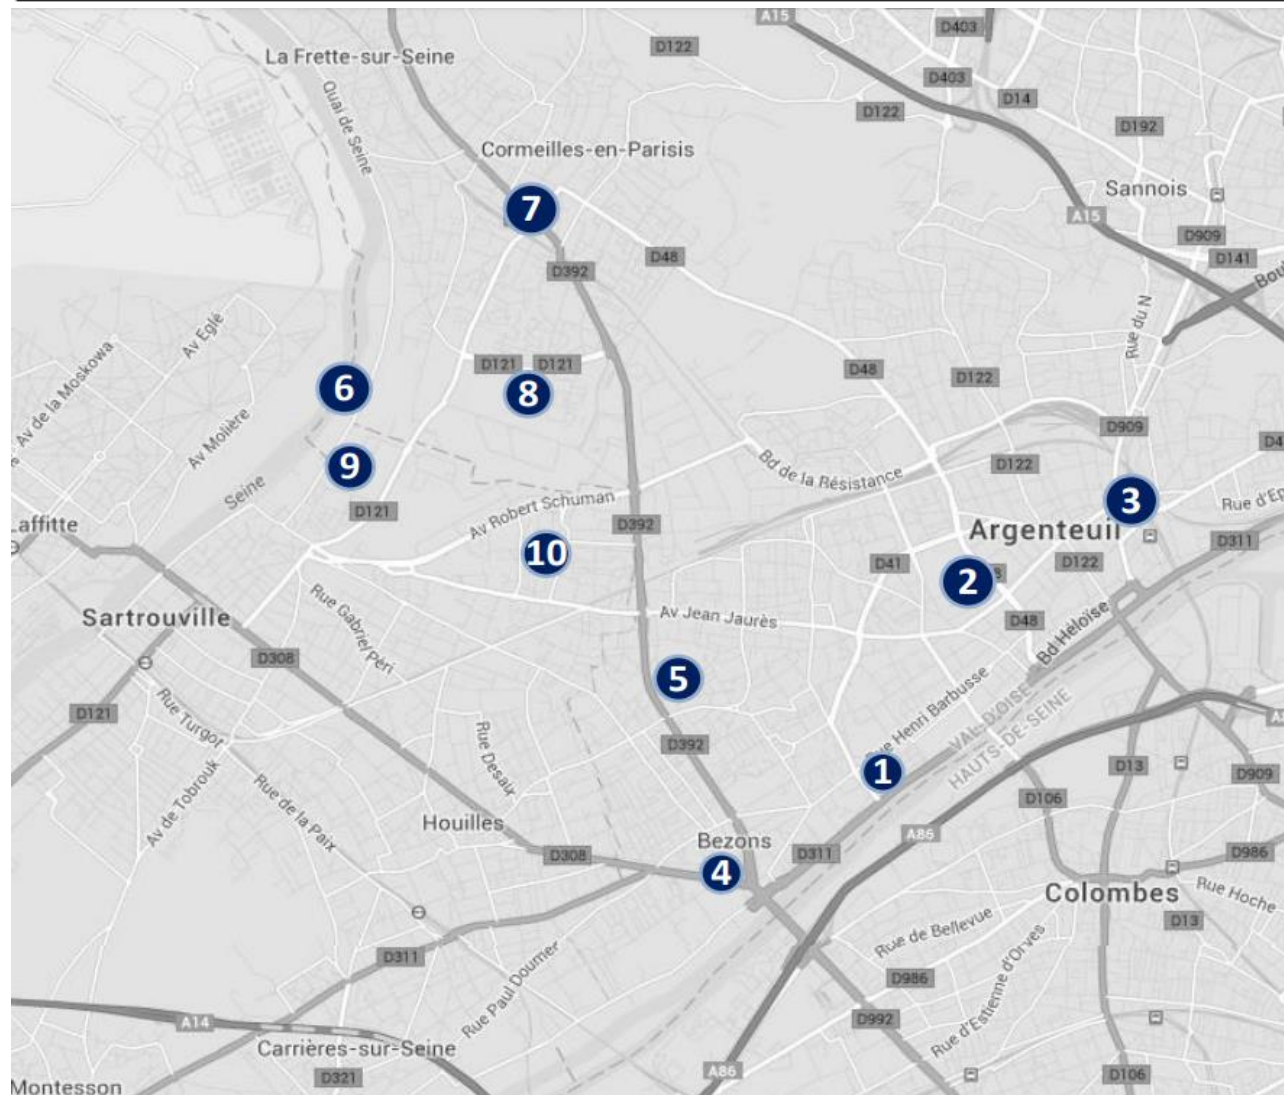 A15
D403
La Frette-sur-Seine
D122
D403
D14
Quai de Seine
D122
D192
Cormeilles-en-Parisis
Sannois
7
A15
D909
D48
D141
D392
Rue du N
Av Eglé
Av de la Moskowa
D121
D121
D48
D122
6
8
Av Molière
D909
9
Bd de la Résistance
D122
Seine
Av Robert Schuman
3
D121
D392
Argenteuil
D311
10
D41
D122
2
Rue Gabriel Péri
Av Jean Jaurès
Sartrouville
D48
Bd Héloïse
D308
5
Rue Henri Barbusse
VAL-D'OISE
HAUTS-DE-SEINE
D121
Rue Turgot
Rue Desaix
D392
D13
1
D909
Av de Tobrouk
Rue de la Paix
D106
Houilles
A86
Bezons
D311
D308
D986
4
Colombes
Rue Hoche
D13
Rue de Bellevue
D311
Rue Paul Doumer
D986
Rue d'Estienne d'Orves
A14
D992
Carrières-sur-Seine
A86
D321
D106
Montesson